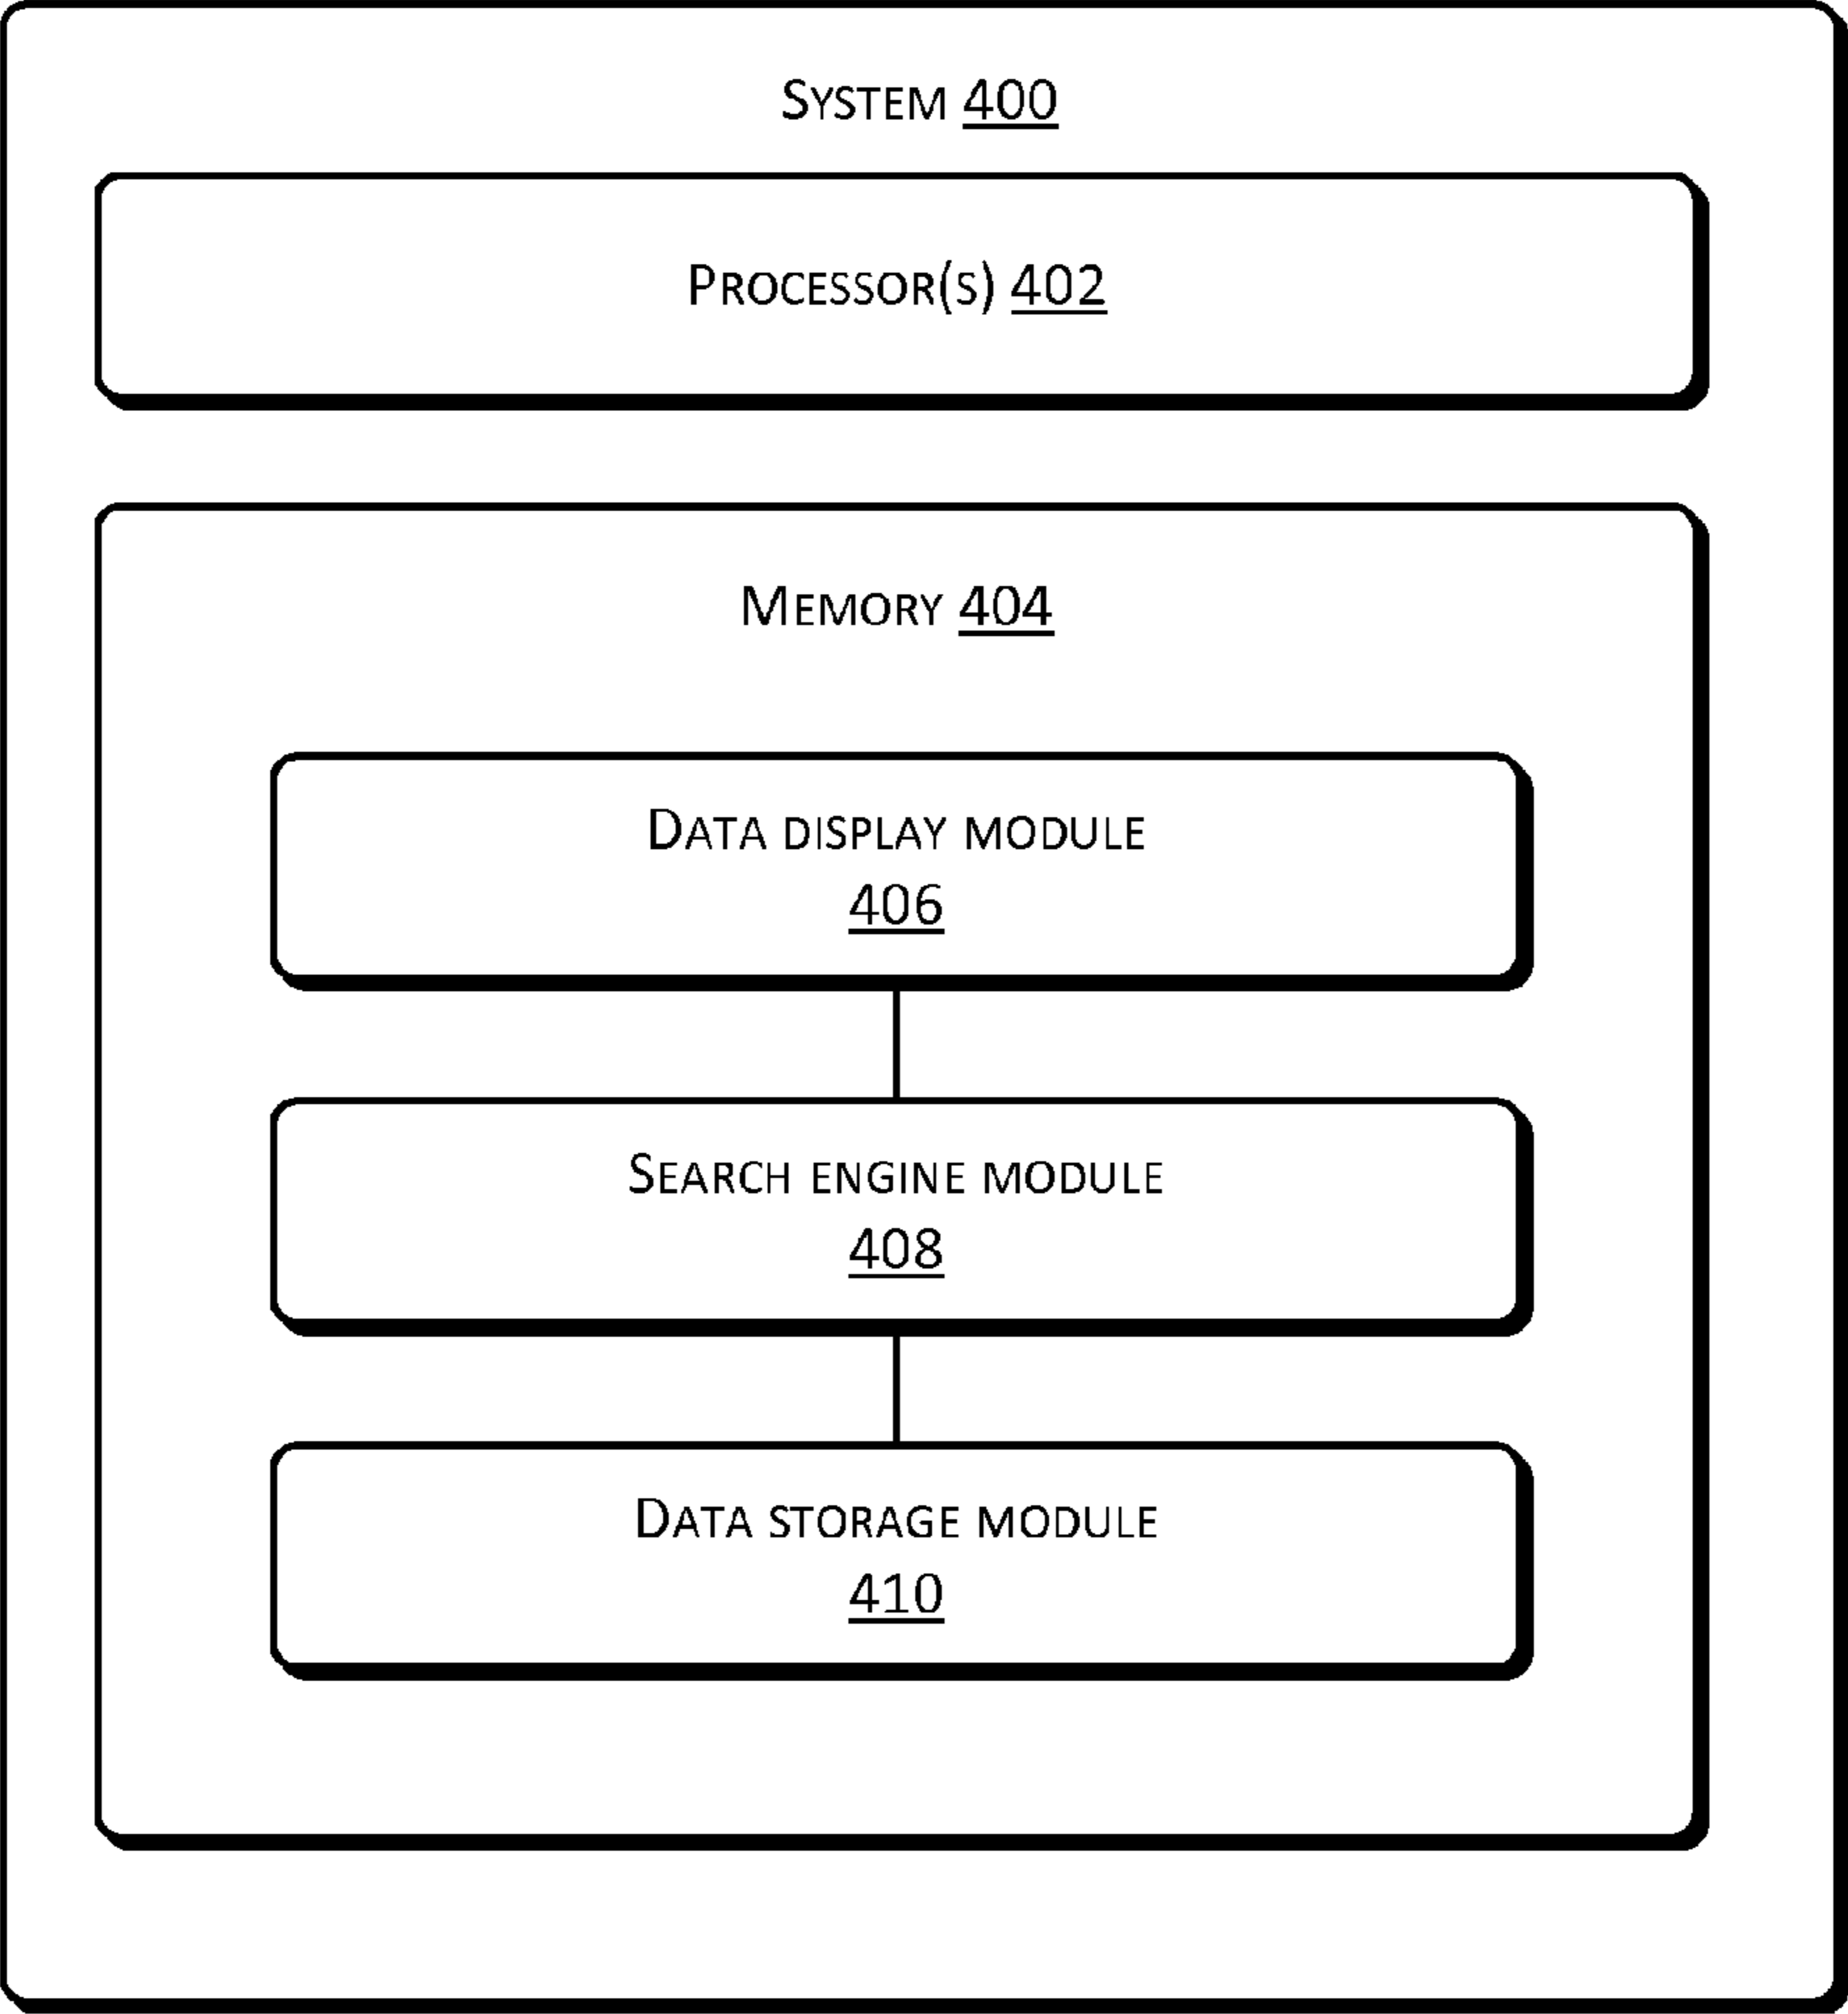 System 400
Processor(s) 402
Memory 404
Data display module
406
Search engine module
408
Data storage module
410